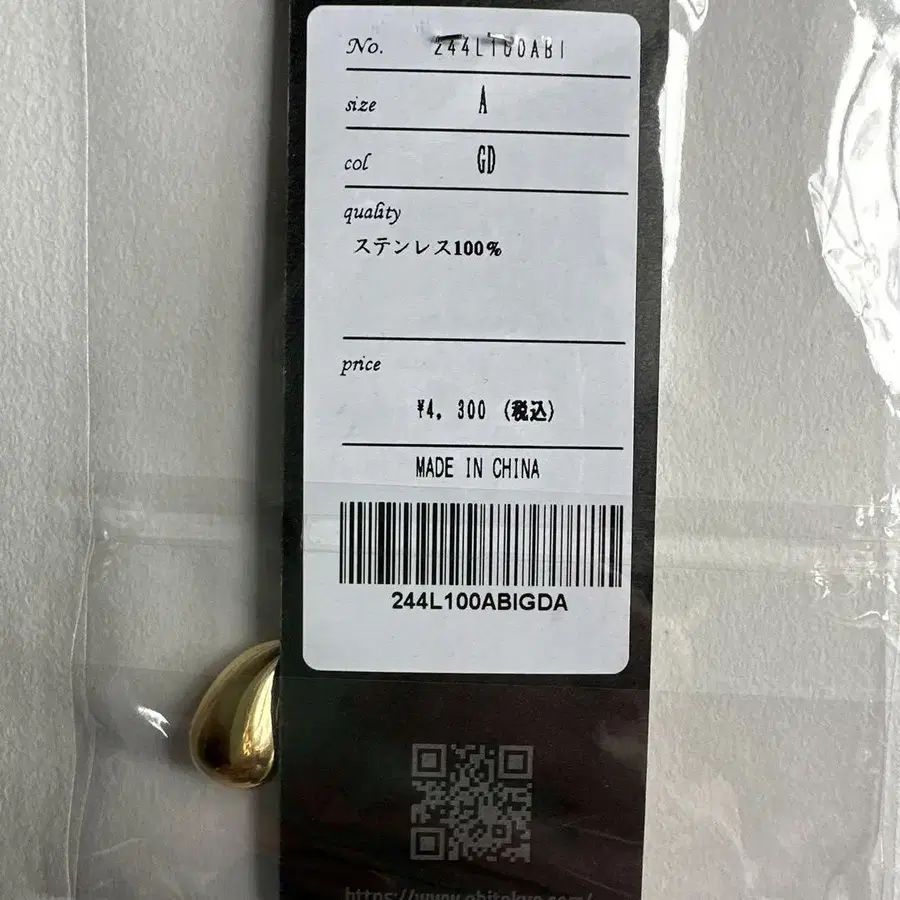 No. 244L100ABI
size A
col GD
quality
ステンレス100%
price
¥4, 300 (税込)
MADE IN CHINA
244L100ABIGDA